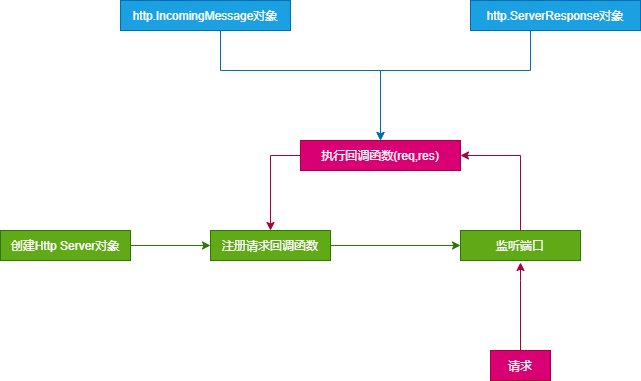 http.IncomingMessage对象
http.ServerResponse对象
执行回调函数(req,res)
创建Http Server对象
注册请求回调函数
监听端口
请求